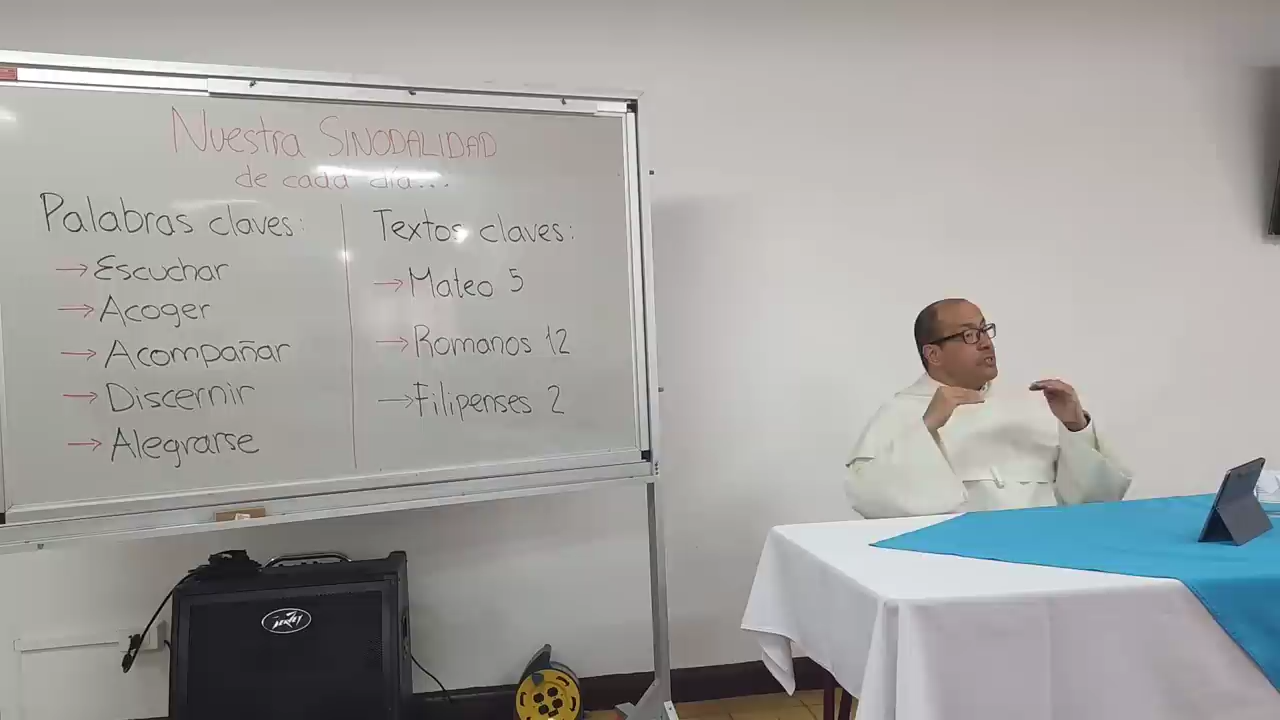 Nuestra SINODALIDAD
de cada día...
Palabras claves:
→ Escuchar
→ Acoger
→ Acompañar
→ Discernir
→ Alegrarse
Textos claves:
→ Mateo 5
→ Romanos 12
→ Filipenses 2
PEAVEY